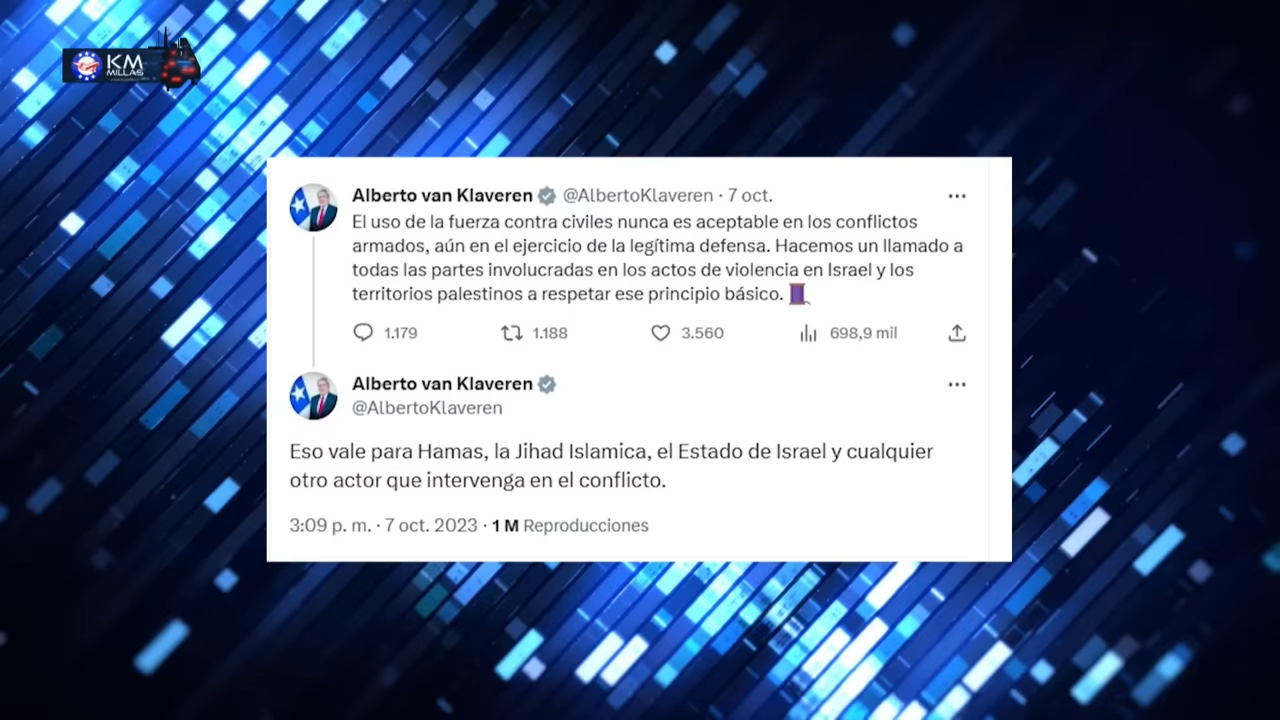 KM
MILLAS
Alberto van Klaveren @AlbertoKlaveren · 7 oct.
El uso de la fuerza contra civiles nunca es aceptable en los conflictos
armados, aún en el ejercicio de la legítima defensa. Hacemos un llamado a
todas las partes involucradas en los actos de violencia en Israel y los
territorios palestinos a respetar ese principio básico. 🧵
1.179 1.188 3.560 698,9 mil
Alberto van Klaveren
@AlbertoKlaveren
Eso vale para Hamas, la Jihad Islamica, el Estado de Israel y cualquier
otro actor que intervenga en el conflicto.
3:09 p. m. · 7 oct. 2023 · 1 M Reproducciones